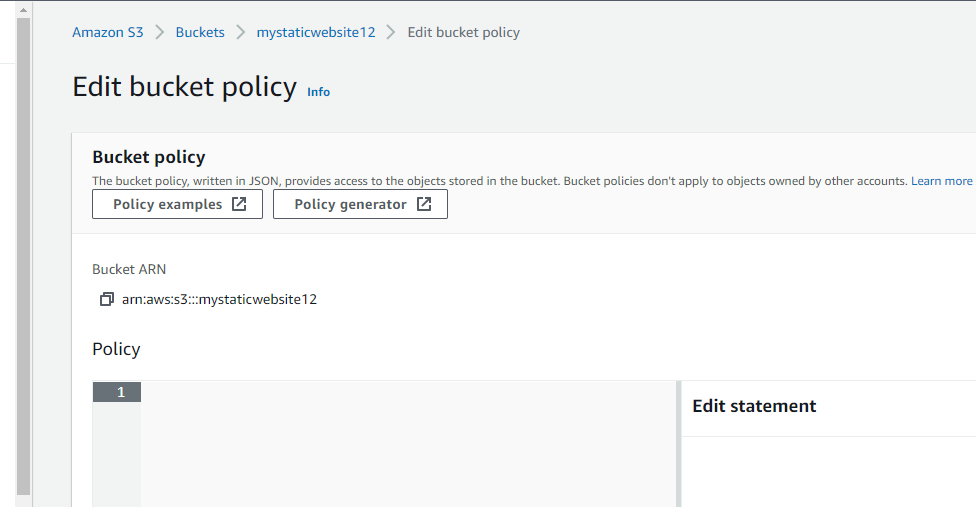 Amazon S3 > Buckets > mystaticwebsite12 > Edit bucket policy
Edit bucket policy Info
Bucket policy
The bucket policy, written in JSON, provides access to the objects stored in the bucket. Bucket policies don't apply to objects owned by other accounts. Learn more
Policy examples Policy generator
Bucket ARN
arn:aws:s3:::mystaticwebsite12
Policy
1
Edit statement